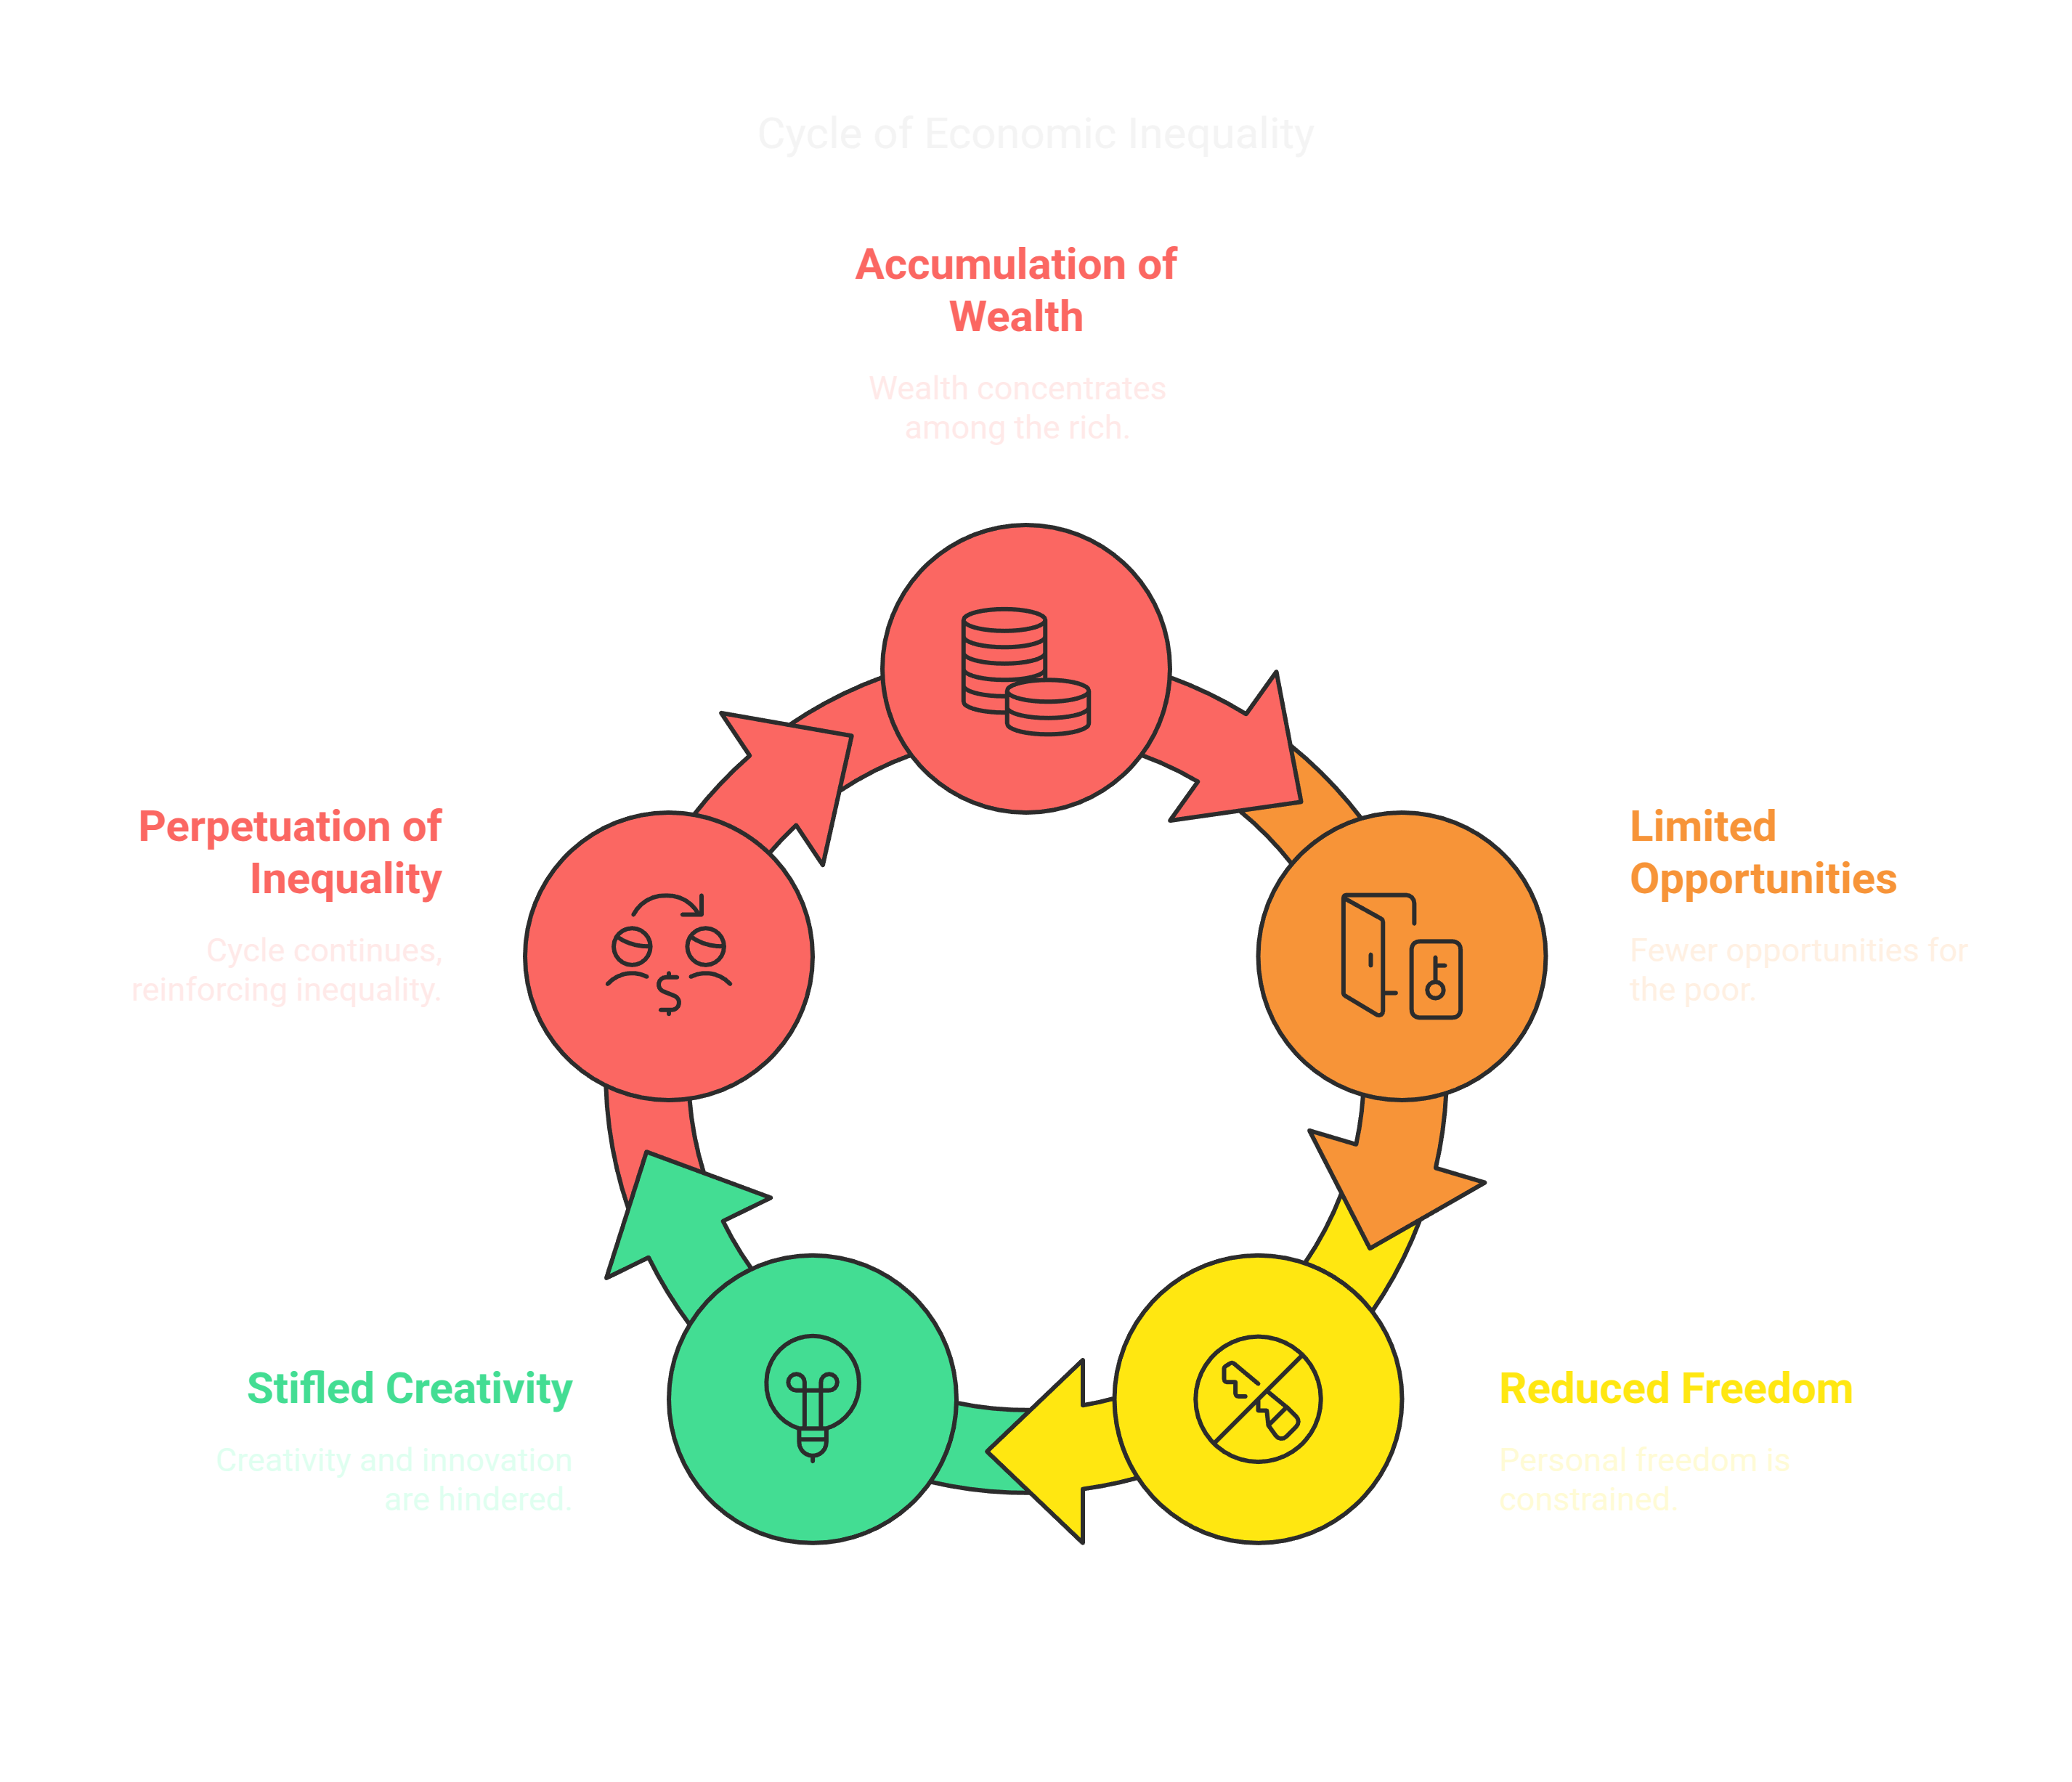 Cycle of Economic Inequality
Accumulation of
Wealth
Wealth concentrates
among the rich.
Perpetuation of
Inequality
Cycle continues,
reinforcing inequality.
Limited
Opportunities
Fewer opportunities for
the poor.
Stifled Creativity
Creativity and innovation
are hindered.
Reduced Freedom
Personal freedom is
constrained.